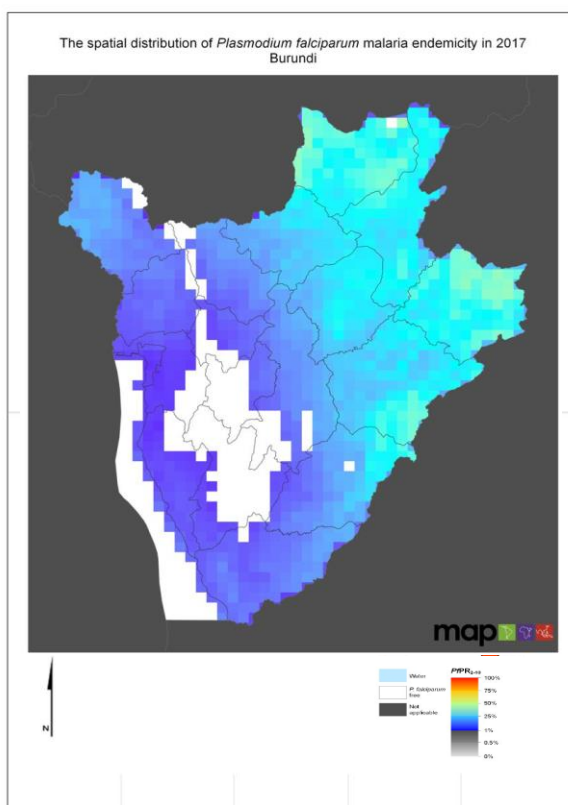 The spatial distribution of Plasmodium falciparum malaria endemicity in 2017
Burundi
map
N
Water
P. falciparum
free
Not
applicable
PfPR2-10
100%
75%
50%
25%
1%
0.5%
0%